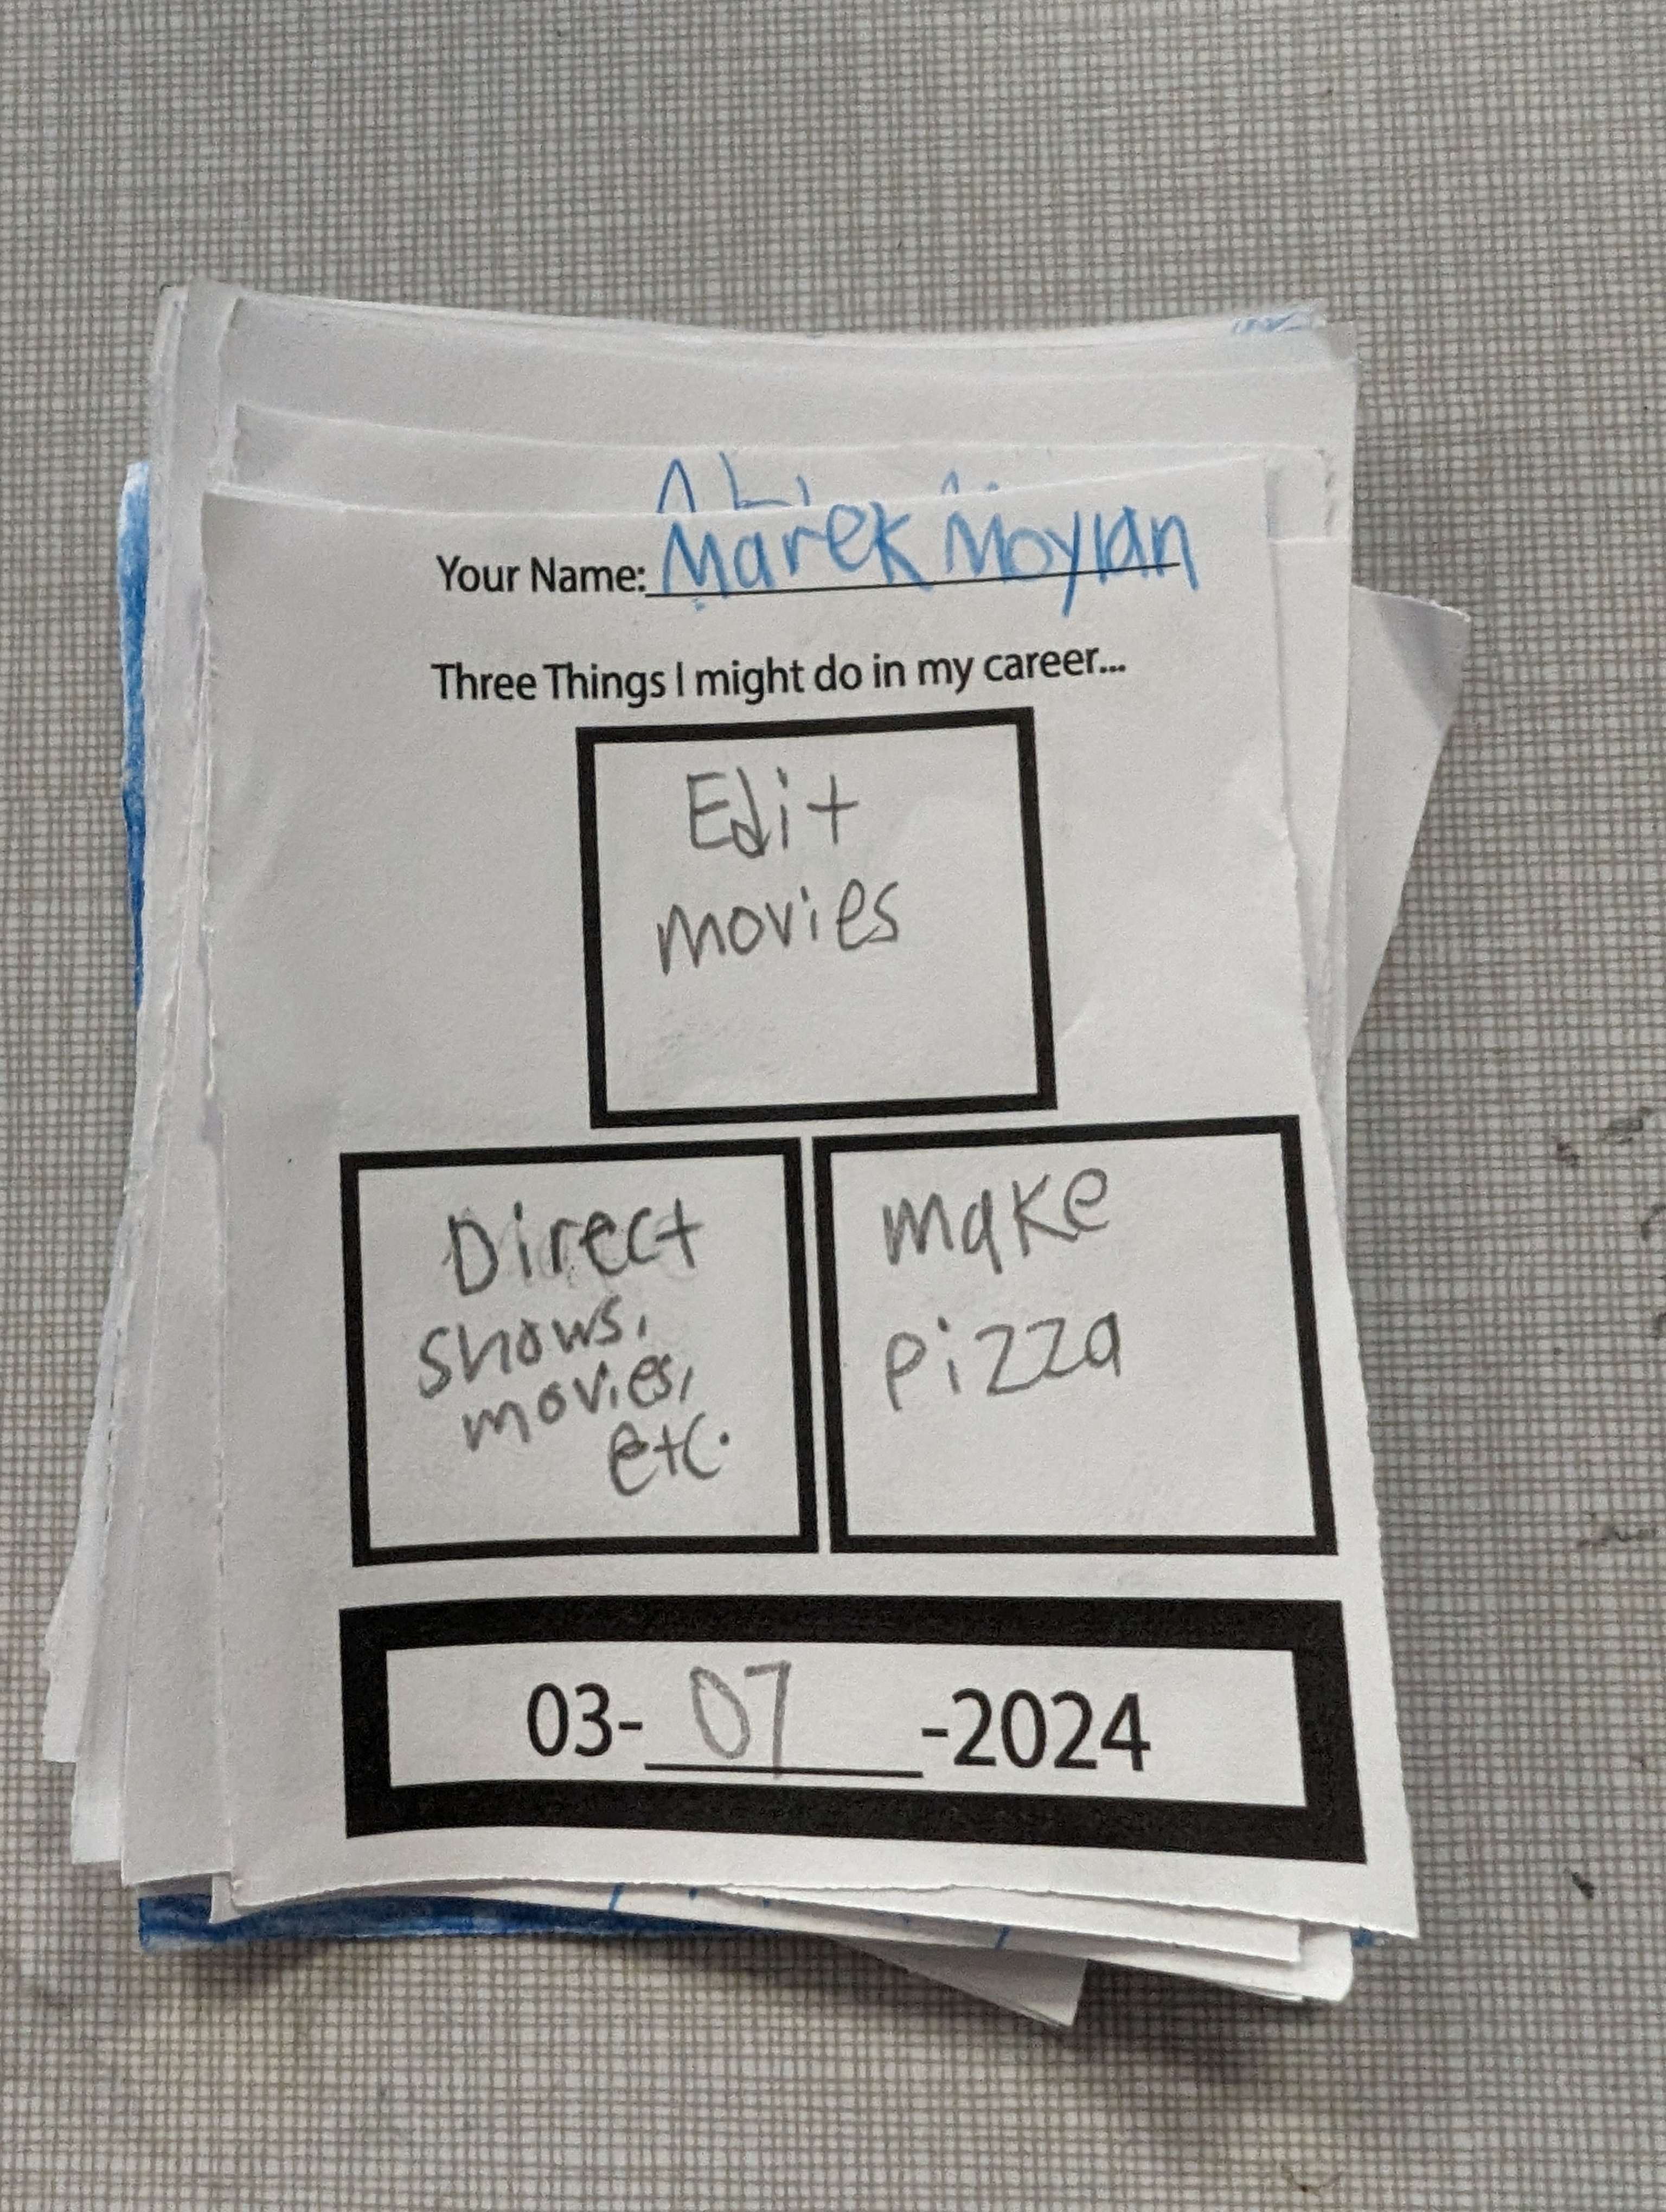 Your Name: Marek Moylan
Three Things I might do in my career...
Edit
movies
Direct
shows,
movies,
etc.
make
pizza
03-07-2024